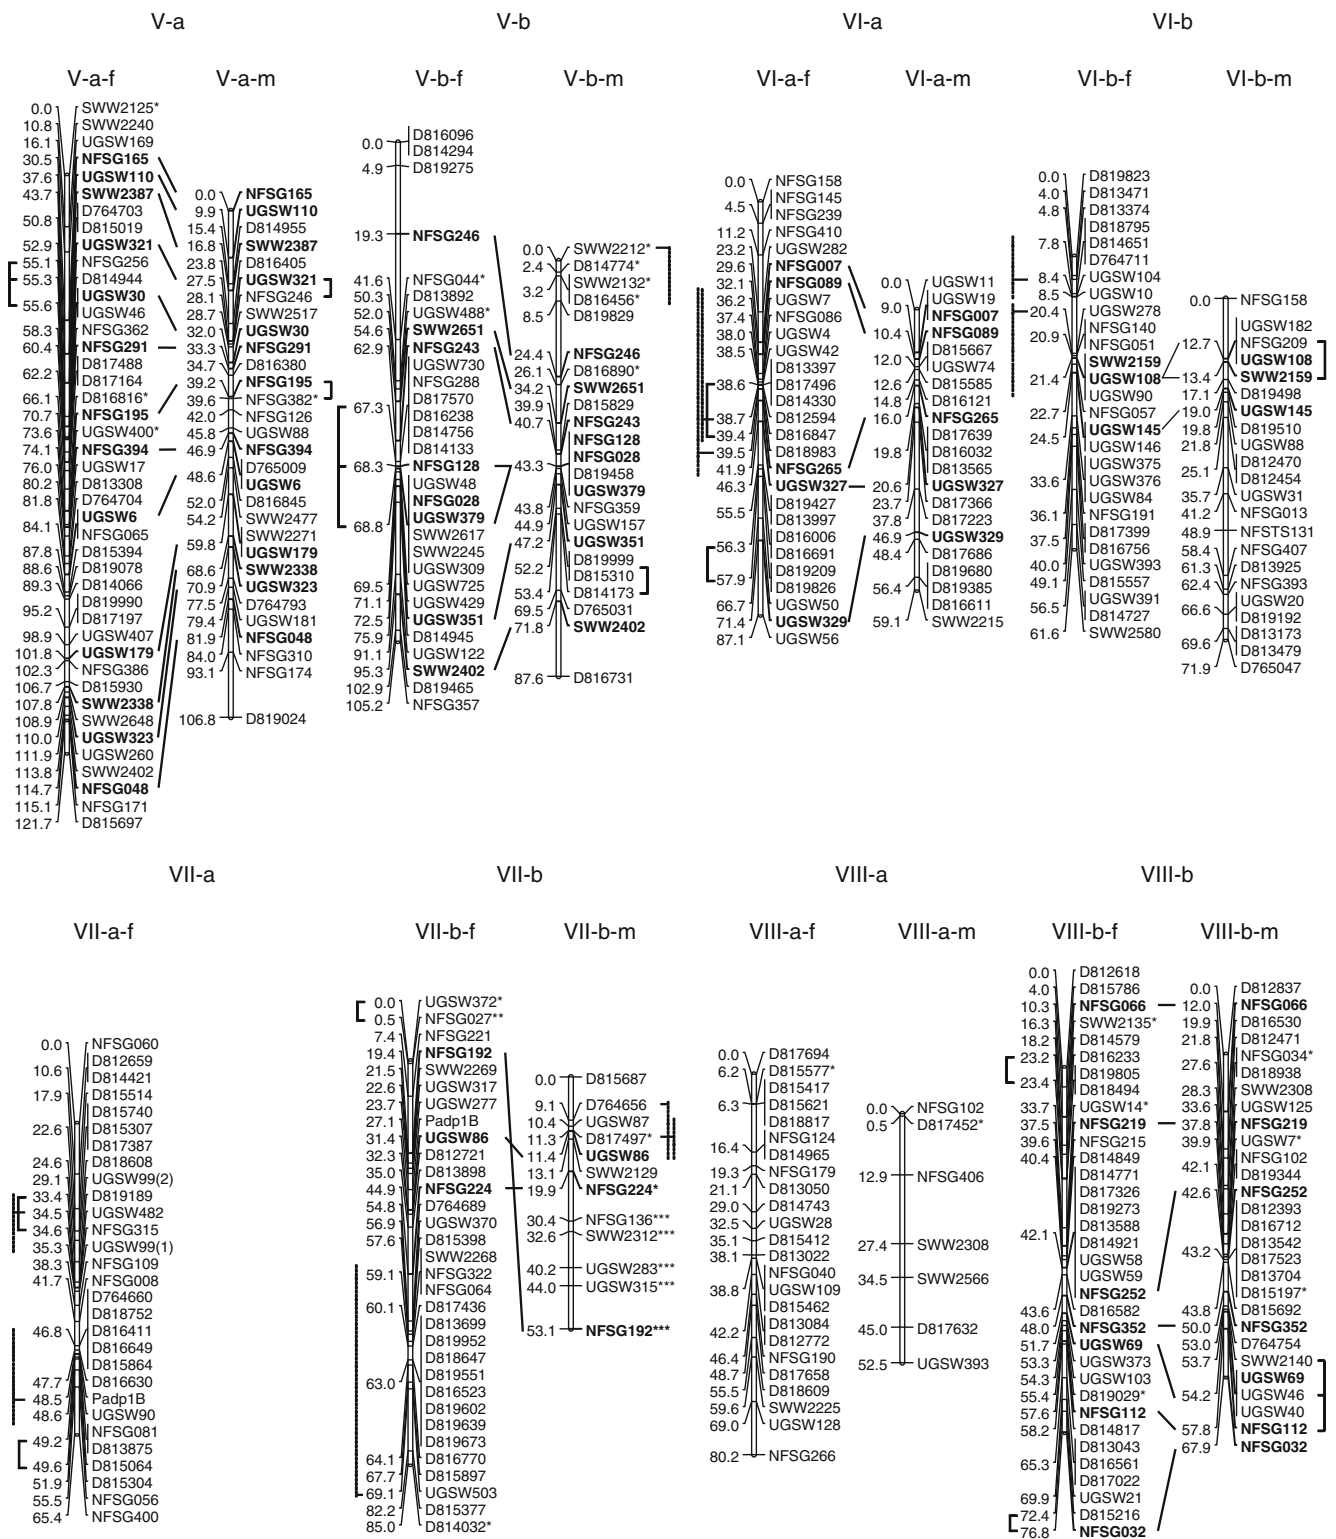 V-a
V-b
VI-a
VI-b
V-a-f
0.0 SWW2125*
10.8 SWW2240
16.1 UGSW169
30.5 NFSG165
37.6 UGSW110
43.7 SWW2387
D764703
50.8 D815019
52.9 UGSW321
55.1 NFSG256
55.3 D814944
UGSW30
55.6 UGSW46
58.3 NFSG362
60.4 NFSG291
D817488
62.2 D817164
66.1 D816816*
70.7 NFSG195
73.6 UGSW400*
74.1 NFSG394
76.0 UGSW17
80.2 D813308
81.8 D764704
UGSW6
84.1 NFSG065
87.8 D815394
88.6 D819078
89.3 D814066
D819990
95.2 D817197
98.9 UGSW407
101.8 UGSW179
102.3 NFSG386
106.7 D815930
107.8 SWW2338
108.9 SWW2648
110.0 UGSW323
111.9 UGSW260
113.8 SWW2402
114.7 NFSG048
115.1 NFSG171
121.7 D815697
V-a-m
0.0 NFSG165
9.9 UGSW110
15.4 D814955
16.8 SWW2387
23.8 D816405
27.5 UGSW321
28.1 NFSG246
28.7 SWW2517
32.0 UGSW30
33.3 NFSG291
34.7 D816380
39.2 NFSG195
39.6 NFSG382*
42.0 NFSG126
45.8 UGSW88
46.9 NFSG394
D765009
48.6 UGSW6
52.0 D816845
54.2 SWW2477
SWW2271
59.8 UGSW179
68.6 SWW2338
70.9 UGSW323
77.5 D764793
79.4 UGSW181
81.9 NFSG048
84.0 NFSG310
93.1 NFSG174
106.8 D819024
V-b-f
D816096
0.0 D814294
4.9 D819275
19.3 NFSG246
41.6 NFSG044*
50.3 D813892
52.0 UGSW488*
54.6 SWW2651
62.9 NFSG243
UGSW730
NFSG288
D817570
67.3 D816238
D814756
D814133
68.3 NFSG128
UGSW48
NFSG028
68.8 UGSW379
SWW2617
SWW2245
UGSW309
69.5 UGSW725
71.1 UGSW429
72.5 UGSW351
75.9 D814945
91.1 UGSW122
95.3 SWW2402
102.9 D819465
105.2 NFSG357
V-b-m
0.0 SWW2212*
2.4 D814774*
SWW2132*
3.2 D816456*
8.5 D819829
24.4 NFSG246
26.1 D816890*
34.2 SWW2651
39.9 D815829
40.7 NFSG243
NFSG128
NFSG028
43.3 D819458
UGSW379
43.8 NFSG359
44.9 UGSW157
47.2 UGSW351
D819999
52.2 D815310
53.4 D814173
69.5 D765031
71.8 SWW2402
87.6 D816731
VI-a-f
0.0 NFSG158
NFSG145
4.5 NFSG239
11.2 NFSG410
23.2 UGSW282
29.6 NFSG007
32.1 NFSG089
36.2 UGSW7
37.4 NFSG086
38.0 UGSW4
38.5 UGSW42
D813397
38.6 D817496
D814330
38.7 D812594
39.4 D816847
39.5 D818983
41.9 NFSG265
46.3 UGSW327
D819427
55.5 D813997
D816006
56.3 D816691
D819209
57.9 D819826
66.7 UGSW50
71.4 UGSW329
87.1 UGSW56
VI-a-m
0.0 UGSW11
UGSW19
9.0 NFSG007
10.4 NFSG089
D815667
12.0 UGSW74
12.6 D815585
14.8 D816121
16.0 NFSG265
D817639
19.8 D816032
D813565
20.6 UGSW327
23.7 D817366
37.8 D817223
46.9 UGSW329
48.4 D817686
D819680
56.4 D819385
D816611
59.1 SWW2215
VI-b-f
0.0 D819823
4.0 D813471
4.8 D813374
D818795
7.8 D814651
D764711
8.4 UGSW104
8.5 UGSW10
20.4 UGSW278
NFSG140
20.9 NFSG051
SWW2159
21.4 UGSW108
UGSW90
22.7 NFSG057
UGSW145
24.5 UGSW146
UGSW375
33.6 UGSW376
UGSW84
36.1 NFSG191
37.5 D817399
D816756
40.0 UGSW393
49.1 D815557
UGSW391
56.5 D814727
61.6 SWW2580
VI-b-m
0.0 NFSG158
UGSW182
12.7 NFSG209
UGSW108
13.4 SWW2159
17.1 D819498
19.0 UGSW145
19.8 D819510
21.8 UGSW88
D812470
25.1 D812454
35.7 UGSW31
41.2 NFSG013
48.9 NFSTS131
58.4 NFSG407
61.3 D813925
62.4 NFSG393
UGSW20
66.6 D819192
D813173
69.6 D813479
71.9 D765047
VII-a
VII-b
VIII-a
VIII-b
VII-a-f
0.0 NFSG060
D812659
10.6 D814421
17.9 D815514
D815740
22.6 D815307
D817387
24.6 D818608
29.1 UGSW99(2)
33.4 D819189
34.5 UGSW482
34.6 NFSG315
35.3 UGSW99(1)
38.3 NFSG109
41.7 NFSG008
D764660
D818752
46.8 D816411
D816649
D815864
47.7 D816630
48.5 Padp1B
48.6 UGSW90
NFSG081
49.2 D813875
49.6 D815064
51.9 D815304
55.5 NFSG056
65.4 NFSG400
VII-b-f
0.0 UGSW372*
0.5 NFSG027**
7.4 NFSG221
19.4 NFSG192
21.5 SWW2269
22.6 UGSW317
23.7 UGSW277
27.1 Padp1B
31.4 UGSW86
32.3 D812721
35.0 D813898
44.9 NFSG224
54.8 D764689
56.9 UGSW370
57.6 D815398
SWW2268
59.1 NFSG322
NFSG064
60.1 D817436
D813699
D819952
D818647
D819551
63.0 D816523
D819602
D819639
D819673
64.1 D816770
67.7 D815897
69.1 UGSW503
82.2 D815377
85.0 D814032*
VII-b-m
0.0 D815687
9.1 D764656
10.4 UGSW87
11.3 D817497*
11.4 UGSW86
13.1 SWW2129
19.9 NFSG224*
30.4 NFSG136***
32.6 SWW2312***
40.2 UGSW283***
44.0 UGSW315***
53.1 NFSG192***
VIII-a-f
0.0 D817694
6.2 D815577*
D815417
6.3 D815621
D818817
NFSG124
16.4 D814965
19.3 NFSG179
21.1 D813050
29.0 D814743
32.5 UGSW28
35.1 D815412
38.1 D813022
NFSG040
38.8 UGSW109
D815462
42.2 D813084
D812772
46.4 NFSG190
48.7 D817658
55.5 D818609
59.6 SWW2225
69.0 UGSW128
80.2 NFSG266
VIII-a-m
0.0 NFSG102
0.5 D817452*
12.9 NFSG406
27.4 SWW2308
34.5 SWW2566
45.0 D817632
52.5 UGSW393
VIII-b-f
0.0 D812618
4.0 D815786
10.3 NFSG066
16.3 SWW2135*
18.2 D814579
23.2 D816233
D819805
23.4 D818494
33.7 UGSW14*
37.5 NFSG219
39.6 NFSG215
40.4 D814849
D814771
D817326
D819273
D813588
42.1 D814921
UGSW58
UGSW59
NFSG252
43.6 D816582
48.0 NFSG352
51.7 UGSW69
53.3 UGSW373
54.3 UGSW103
55.4 D819029*
57.6 NFSG112
58.2 D814817
D813043
65.3 D816561
D817022
69.9 UGSW21
72.4 D815216
76.8 NFSG032
VIII-b-m
0.0 D812837
12.0 NFSG066
19.9 D816530
21.8 D812471
NFSG034*
27.6 D818938
28.3 SWW2308
33.6 UGSW125
37.8 NFSG219
39.9 UGSW7*
NFSG102
42.1 D819344
42.6 NFSG252
D812393
D816712
D813542
43.2 D817523
D813704
D815197*
43.8 D815692
50.0 NFSG352
53.0 D764754
53.7 SWW2140
UGSW69
54.2 UGSW46
UGSW40
57.8 NFSG112
67.9 NFSG032